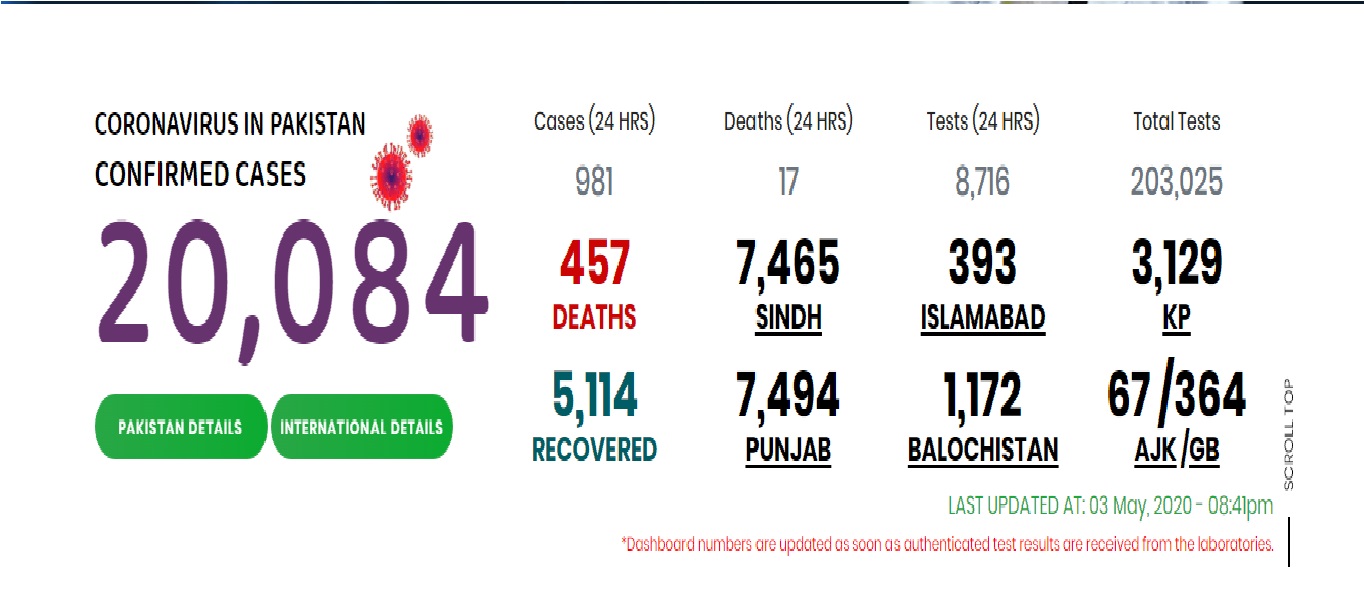 CORONAVIRUS IN PAKISTAN
CONFIRMED CASES
20,084
PAKISTAN DETAILS
INTERNATIONAL DETAILS
Cases (24 HRS)
981
Deaths (24 HRS)
17
Tests (24 HRS)
8,716
Total Tests
203,025
457
DEATHS
7,465
SINDH
393
ISLAMABAD
3,129
KP
5,114
RECOVERED
7,494
PUNJAB
1,172
BALOCHISTAN
67 /364
AJK /GB
LAST UPDATED AT: 03 May, 2020 - 08:41pm
*Dashboard numbers are updated as soon as authenticated test results are received from the laboratories.
SCROLL TOP